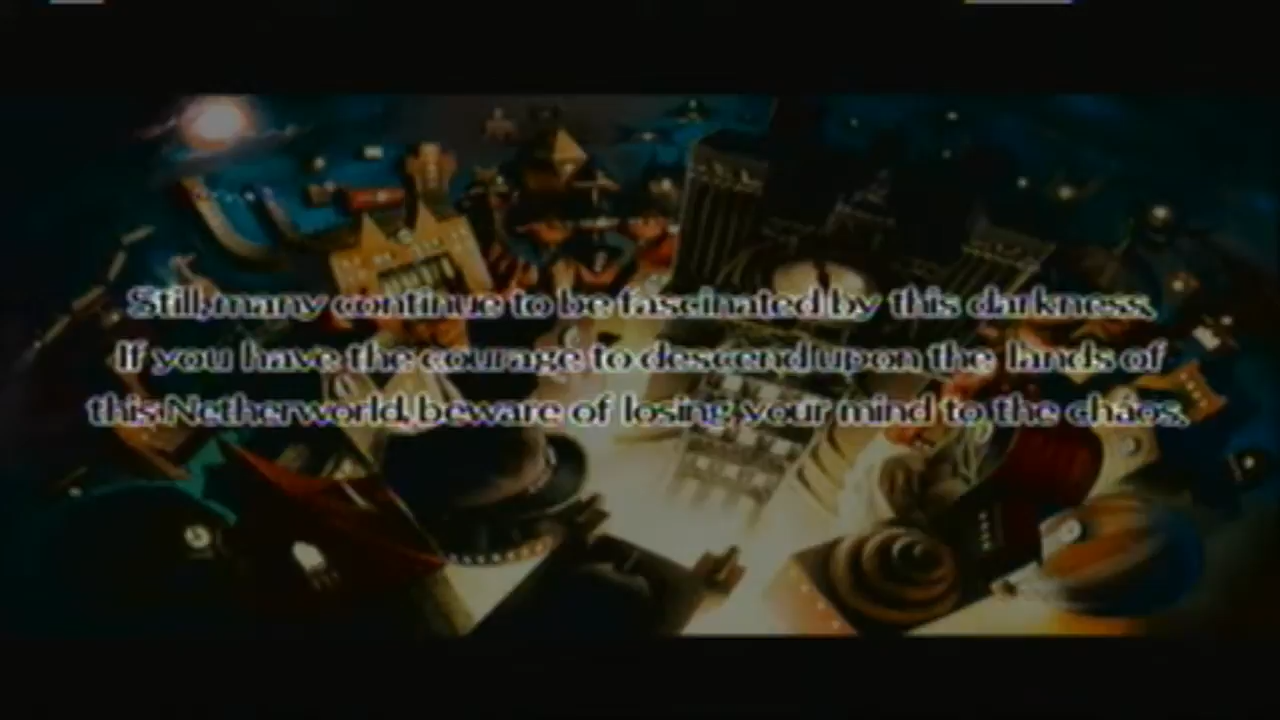 Still, many continue to be fascinated by this darkness.
If you have the courage to descend upon the lands of
this Netherworld, beware of losing your mind to the chaos.